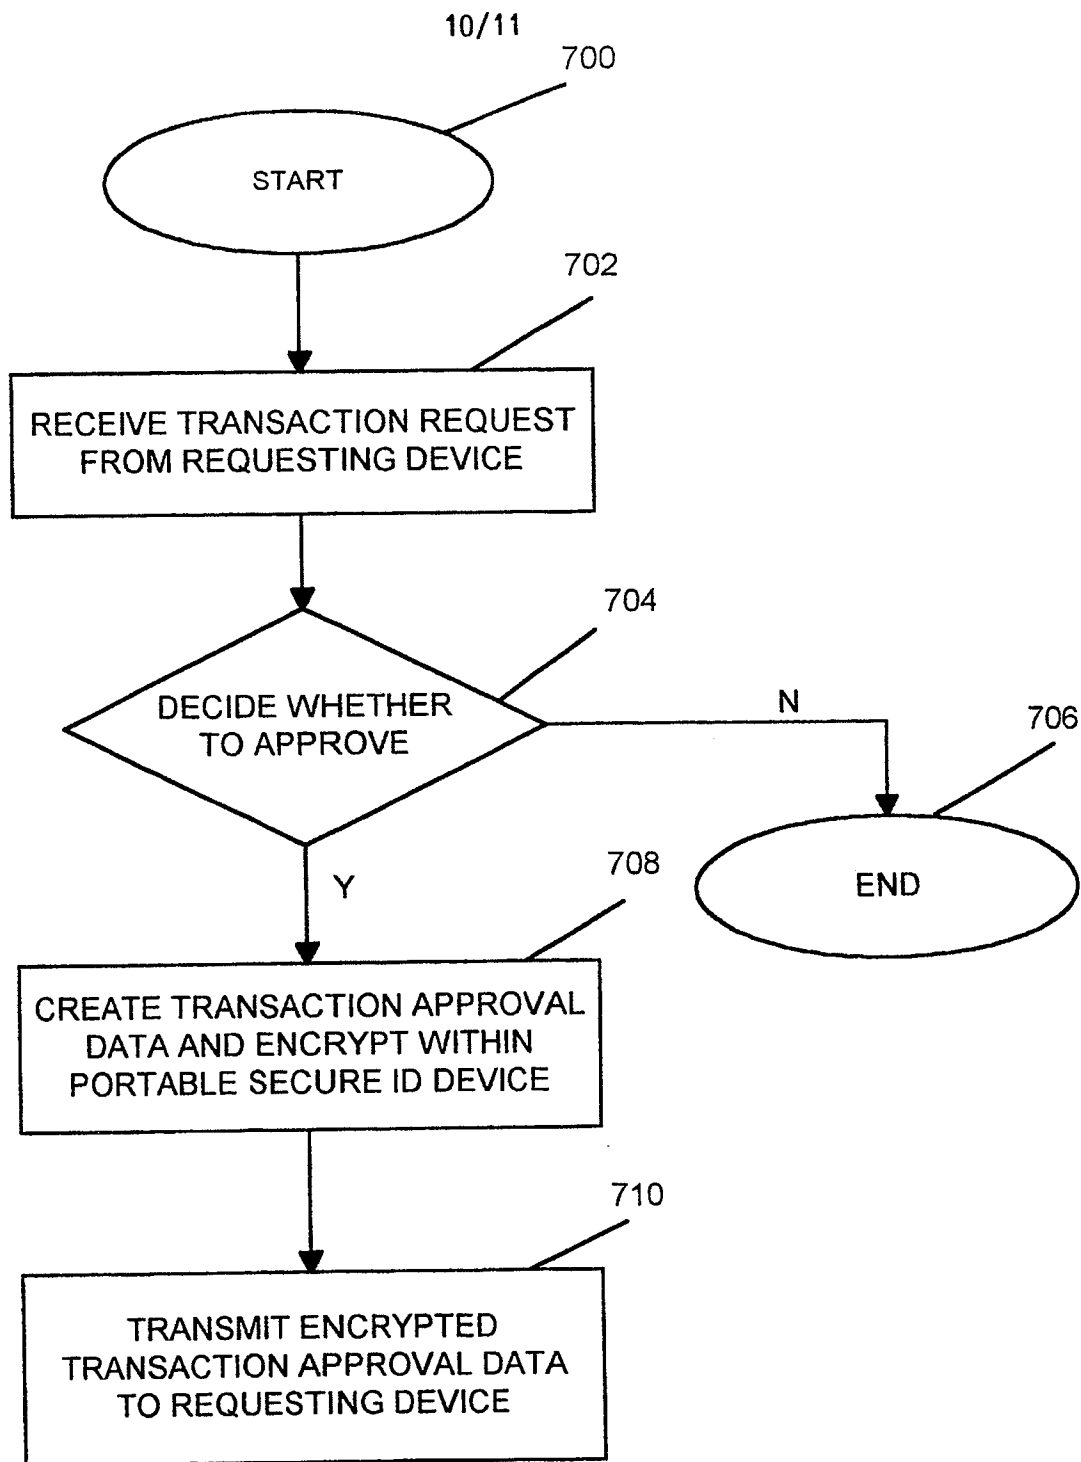 10/11
700
START
702
RECEIVE TRANSACTION REQUEST
FROM REQUESTING DEVICE
704
DECIDE WHETHER
TO APPROVE
N
706
END
Y
708
CREATE TRANSACTION APPROVAL
DATA AND ENCRYPT WITHIN
PORTABLE SECURE ID DEVICE
710
TRANSMIT ENCRYPTED
TRANSACTION APPROVAL DATA
TO REQUESTING DEVICE